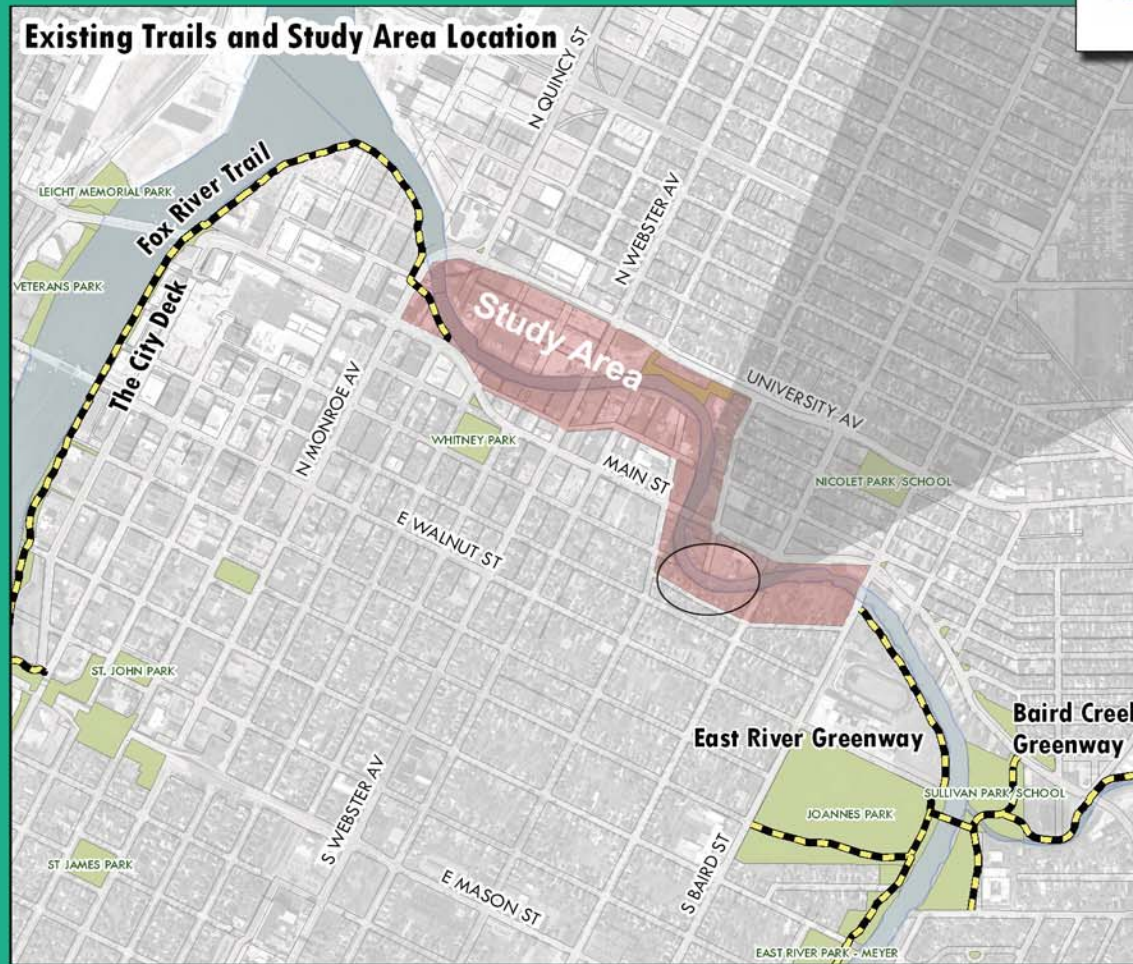 Existing Trails and Study Area Location
N QUINCY ST
LEICHT MEMORIAL PARK
Fox River Trail
N WEBSTER AV
VETERANS PARK
The City Deck
Study Area
N MONROE AV
UNIVERSITY AV
WHITNEY PARK
MAIN ST
NICOLET PARK/SCHOOL
E WALNUT ST
ST. JOHN PARK
East River Greenway
Baird Creek
Greenway
SULLIVAN PARK/SCHOOL
JOANNES PARK
S WEBSTER AV
ST JAMES PARK
S BAIRD ST
E MASON ST
EAST RIVER PARK - MEYER